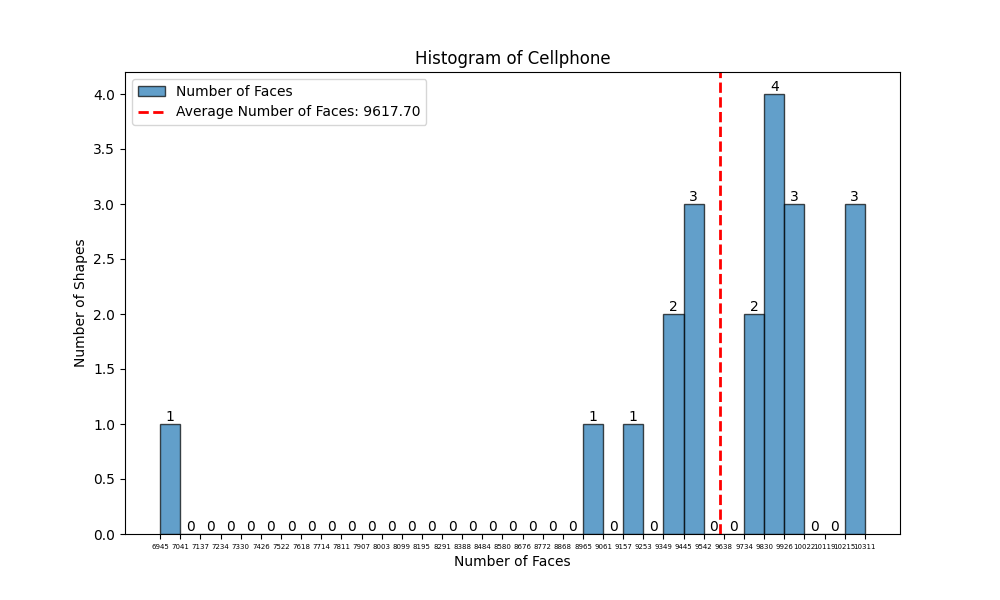 Histogram of Cellphone
Number of Faces
Average Number of Faces: 9617.70
4.0
3.5
3.0
2.5
2.0
1.5
1.0
0.5
0.0
Number of Shapes
1 0 0 0 0 0 0 0 0 0 0 0 0 0 0 0 0 0 0 0 0 1 0 1 0 2 3 0 0 2 4 3 0 0 3
6945 7041 7137 7234 7330 7426 7522 7618 7714 7811 7907 8003 8099 8195 8291 8388 8484 8580 8676 8772 8868 8965 9061 9157 9253 9349 9445 9542 9638 9734 9830 9926 10022 10119 10215 10311
Number of Faces